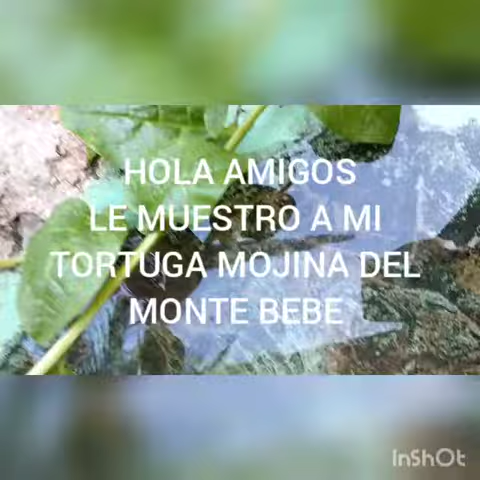 HOLA AMIGOS
LE MUESTRO A MI
TORTUGA MOJINA DEL
MONTE BEBE
InShOt